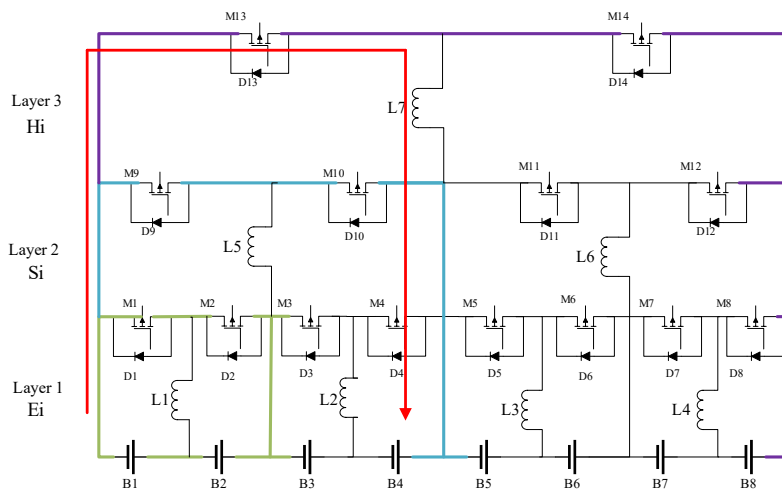 M13
M14
D13
D14
Layer 3
Hi
L7
M9
M10
M11
M12
D9
D10
D11
D12
Layer 2
Si
L5
L6
M1
M2
M3
M4
M5
M6
M7
M8
D1
D2
D3
D4
D5
D6
D7
D8
Layer 1
Ei
L1
L2
L3
L4
B1
B2
B3
B4
B5
B6
B7
B8